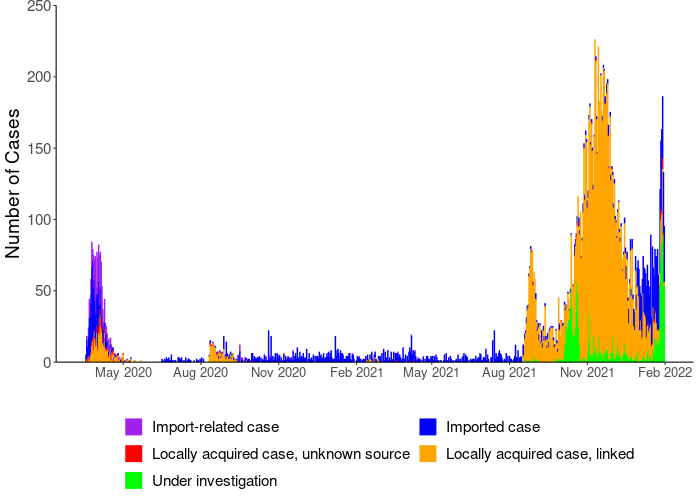 250
200
150
100
50
0
Number of Cases
May 2020 Aug 2020 Nov 2020 Feb 2021 May 2021 Aug 2021 Nov 2021 Feb 2022
Import-related case Imported case
Locally acquired case, unknown source Locally acquired case, linked
Under investigation